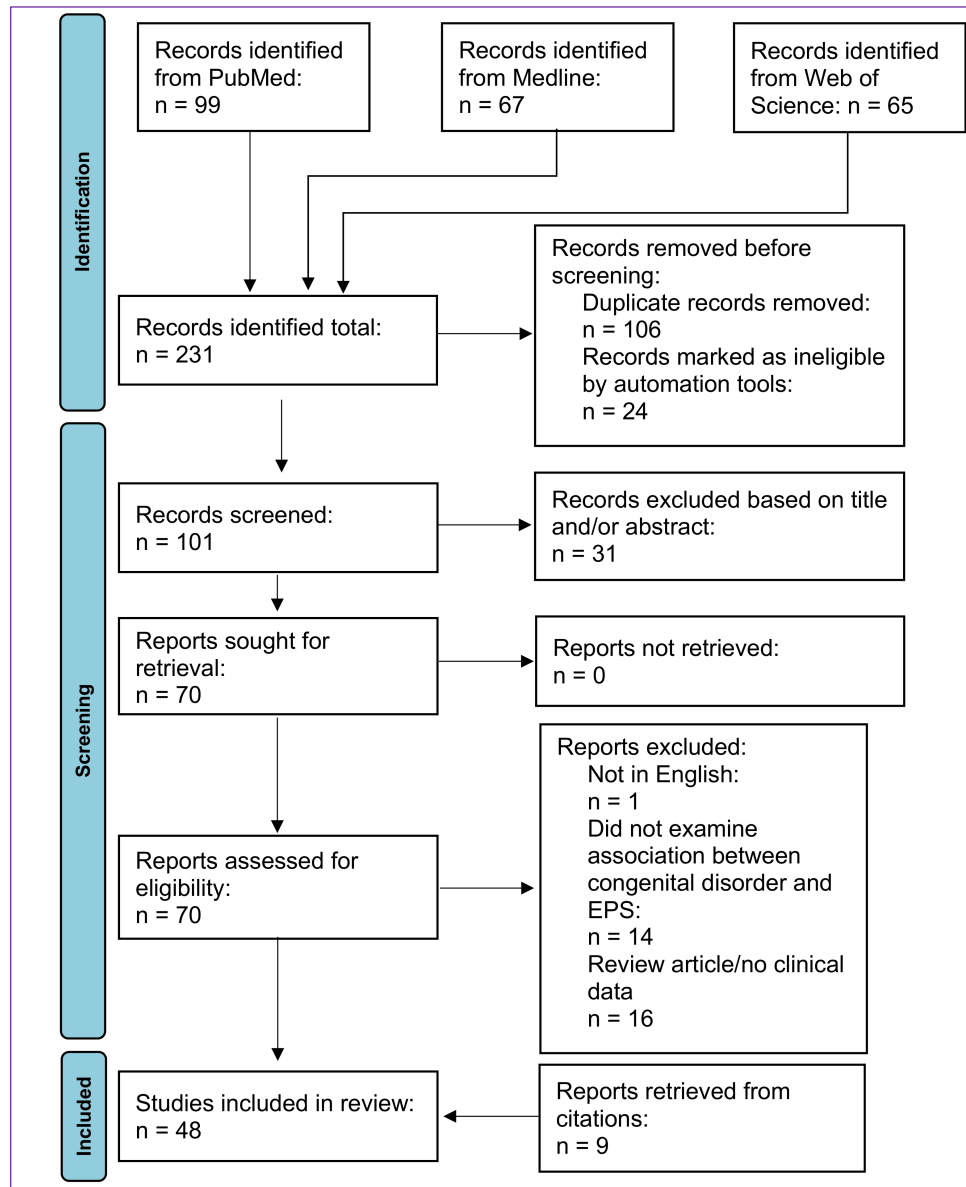 Identification
Records identified
from PubMed:
n = 99
Records identified
from Medline:
n = 67
Records identified
from Web of
Science: n = 65
Records identified total:
n = 231
Records removed before
screening:
Duplicate records removed:
n = 106
Records marked as ineligible
by automation tools:
n = 24
Screening
Records screened:
n = 101
Records excluded based on title
and/or abstract:
n = 31
Reports sought for
retrieval:
n = 70
Reports not retrieved:
n = 0
Reports assessed for
eligibility:
n = 70
Reports excluded:
Not in English:
n = 1
Did not examine
association between
congenital disorder and
EPS:
n = 14
Review article/no clinical
data
n = 16
Included
Studies included in review:
n = 48
Reports retrieved from
citations:
n = 9